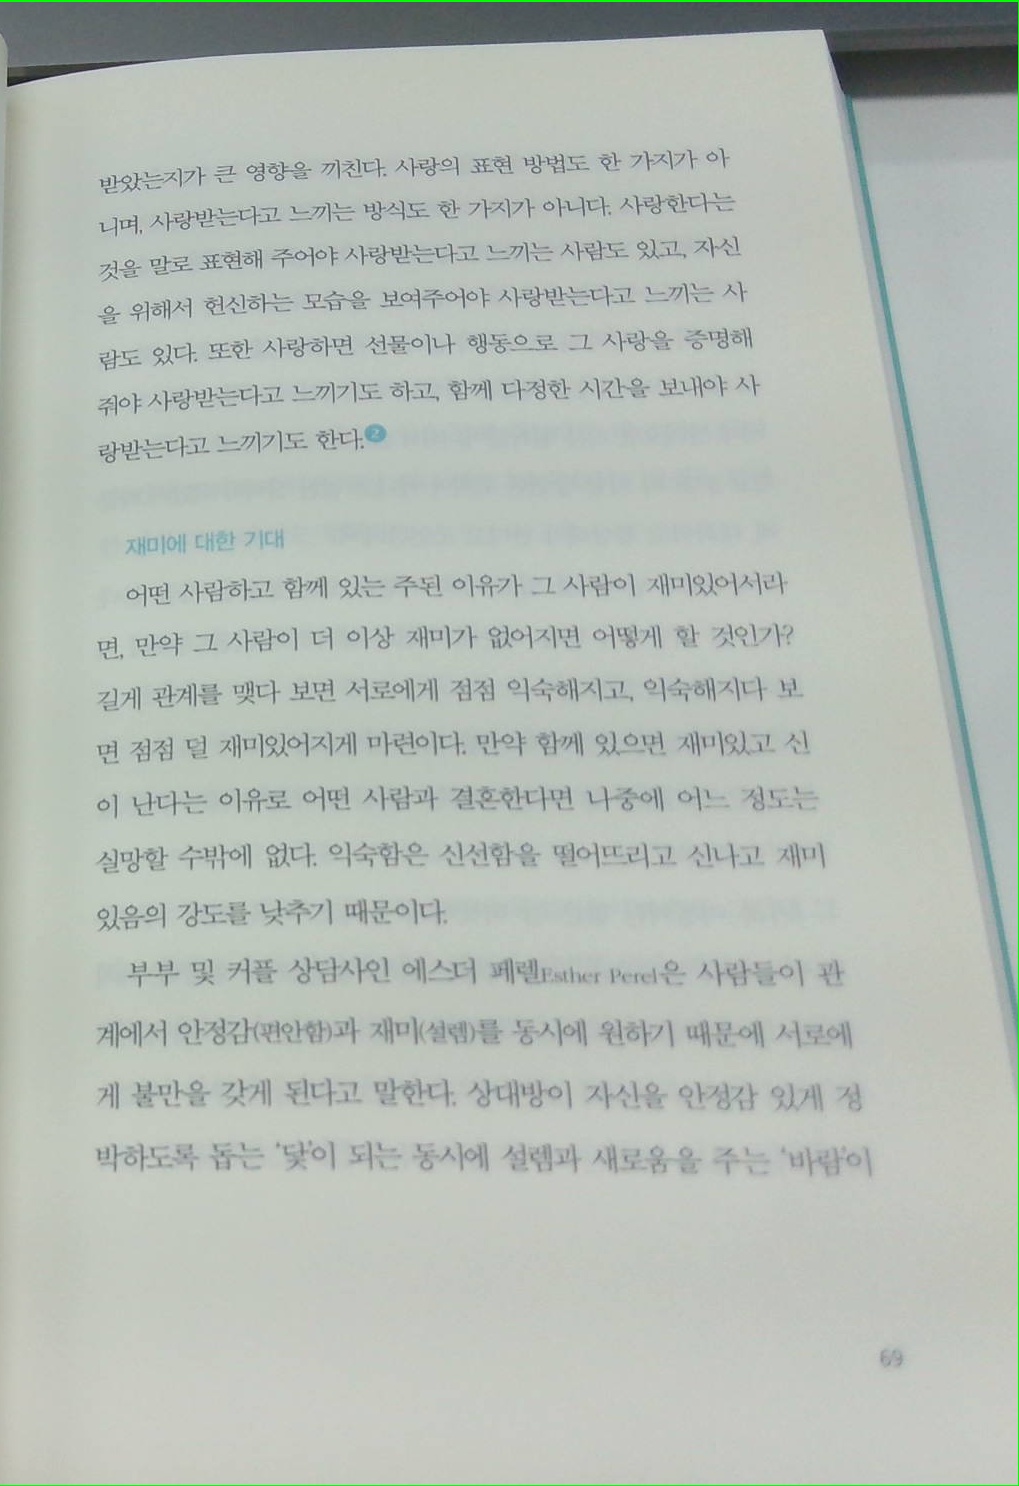 받았는지가 큰 영향을 끼친다. 사랑의 표현 방법도 한 가지가 아
니며, 사랑받는다고 느끼는 방식도 한 가지가 아니다. 사랑한다는
것을 말로 표현해 주어야 사랑받는다고 느끼는 사람도 있고, 자신
을 위해서 헌신하는 모습을 보여주어야 사랑받는다고 느끼는 사
람도 있다. 또한 사랑하면 선물이나 행동으로 그 사랑을 증명해
줘야 사랑받는다고 느끼기도 하고, 함께 다정한 시간을 보내야 사
랑받는다고 느끼기도 한다.❷
재미에 대한 기대
어떤 사람하고 함께 있는 주된 이유가 그 사람이 재미있어서라
면, 만약 그 사람이 더 이상 재미가 없어지면 어떻게 할 것인가?
길게 관계를 맺다 보면 서로에게 점점 익숙해지고, 익숙해지다 보
면 점점 덜 재미있어지게 마련이다. 만약 함께 있으면 재미있고 신
이 난다는 이유로 어떤 사람과 결혼한다면 나중에 어느 정도는
실망할 수밖에 없다. 익숙함은 신선함을 떨어뜨리고 신나고 재미
있음의 강도를 낮추기 때문이다.
부부 및 커플 상담사인 에스더 페렐Esther Perel은 사람들이 관
계에서 안정감(편안함)과 재미(설렘)를 동시에 원하기 때문에 서로에
게 불만을 갖게 된다고 말한다. 상대방이 자신을 안정감 있게 정
박하도록 돕는 '닻'이 되는 동시에 설렘과 새로움을 주는 '바람'이
69